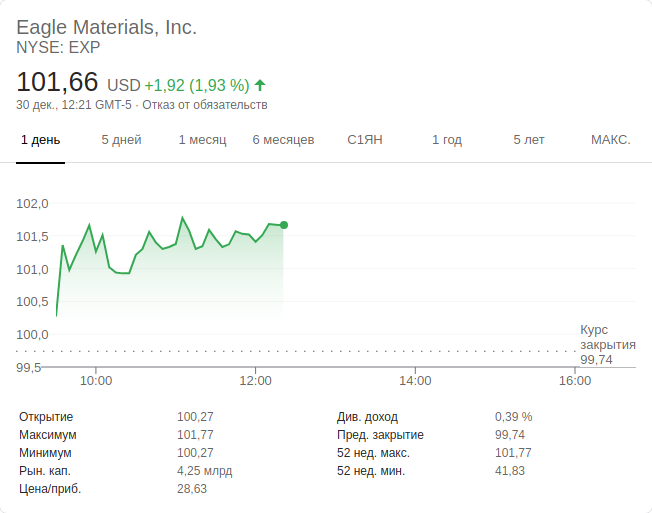 Eagle Materials, Inc.
NYSE: EXP
101,66 USD +1,92 (1,93 %)
30 дек., 12:21 GMT-5 · Отказ от обязательств
1 день 5 дней 1 месяц 6 месяцев С1ЯН 1 год 5 лет МАКС.
102,0
101,5
101,0
100,5
100,0
99,5
Курс
закрытия
99,74
10:00 12:00 14:00 16:00
Открытие 100,27 Див. доход 0,39 %
Максимум 101,77 Пред. закрытие 99,74
Минимум 100,27 52 нед. макс. 101,77
Рын. кап. 4,25 млрд 52 нед. мин. 41,83
Цена/приб. 28,63